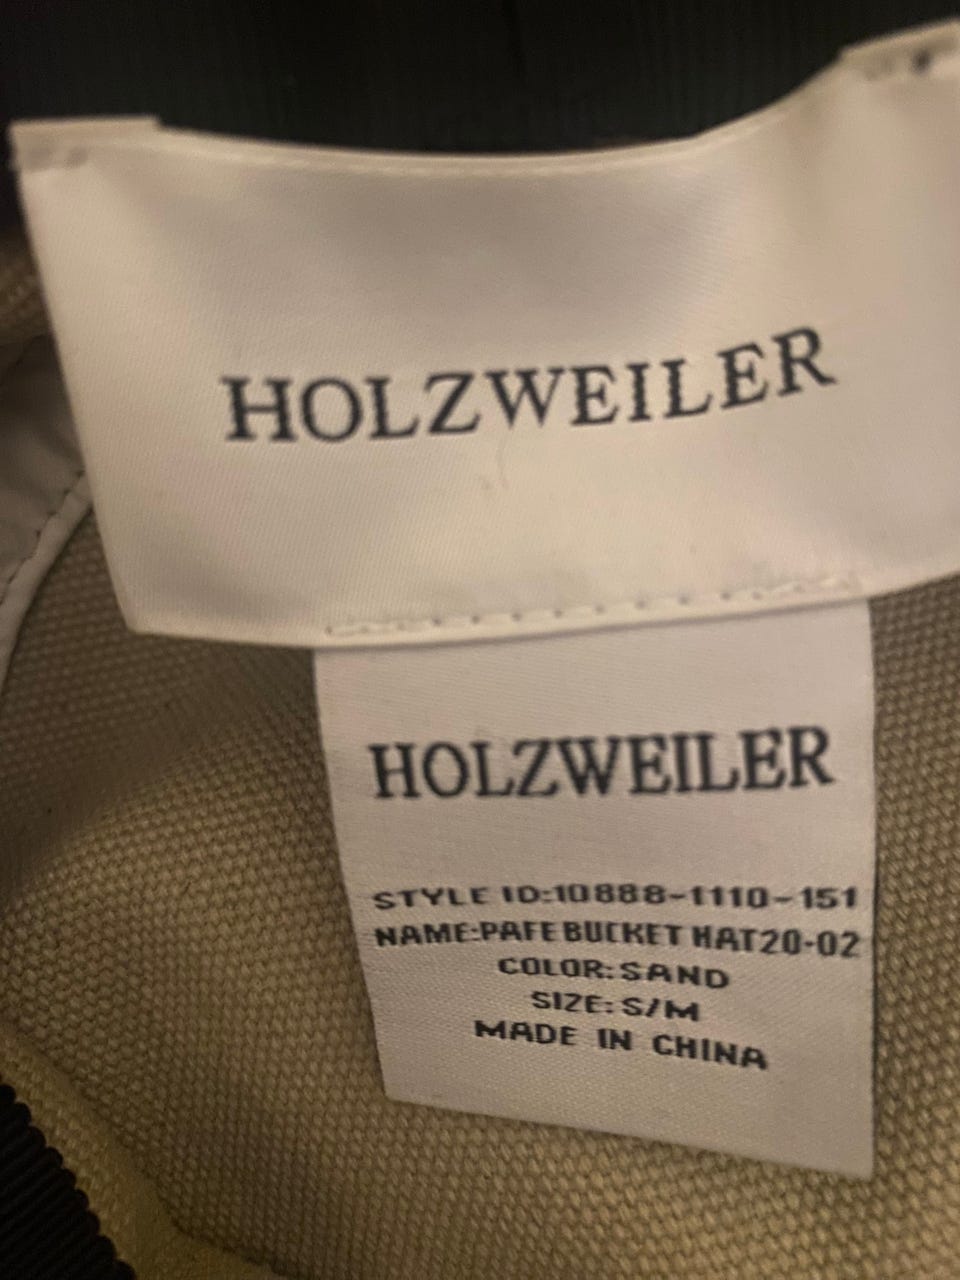 HOLZWEILER
HOLZWEILER
STYLE ID:10888-1110-151
NAME:PAFE BUCKET HAT20-02
COLOR:SAND
SIZE:S/M
MADE IN CHINA